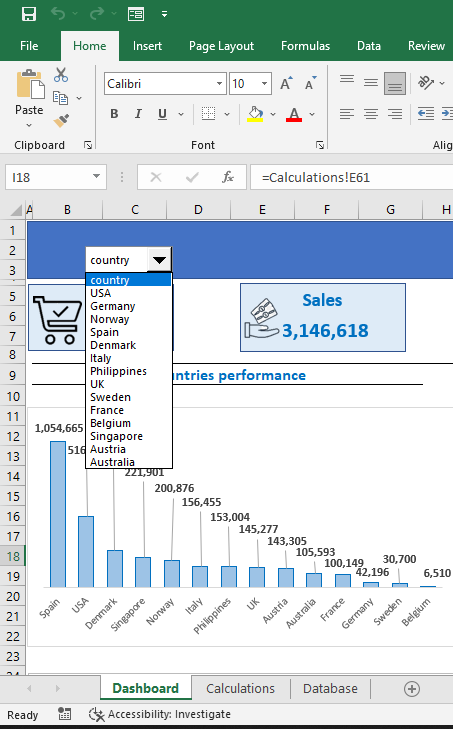 File Home Insert Page Layout Formulas Data Review
Paste
Calibri 10 A A
B I U A
Clipboard Font Alig
I18 fx =Calculations!E61
A B C D E F G H
1
2
3
5
6
7
8
9
10
11
12
13
14
15
16
17
18
19
20
21
22
23
country
country
USA
Germany
Norway
Spain
Denmark
Italy
Philippines
UK
Sweden
France
Belgium
Singapore
Austria
Australia
Sales
3,146,618
untries performance
1,054,665
516
221,901
200,876
156,455
153,004
145,277
143,305
105,593
100,149
42,196
30,700
6,510
Spain
USA
Denmark
Singapore
Norway
Italy
Philippines
UK
Austria
Australia
France
Germany
Sweden
Belgium
Dashboard Calculations Database
Ready Accessibility: Investigate